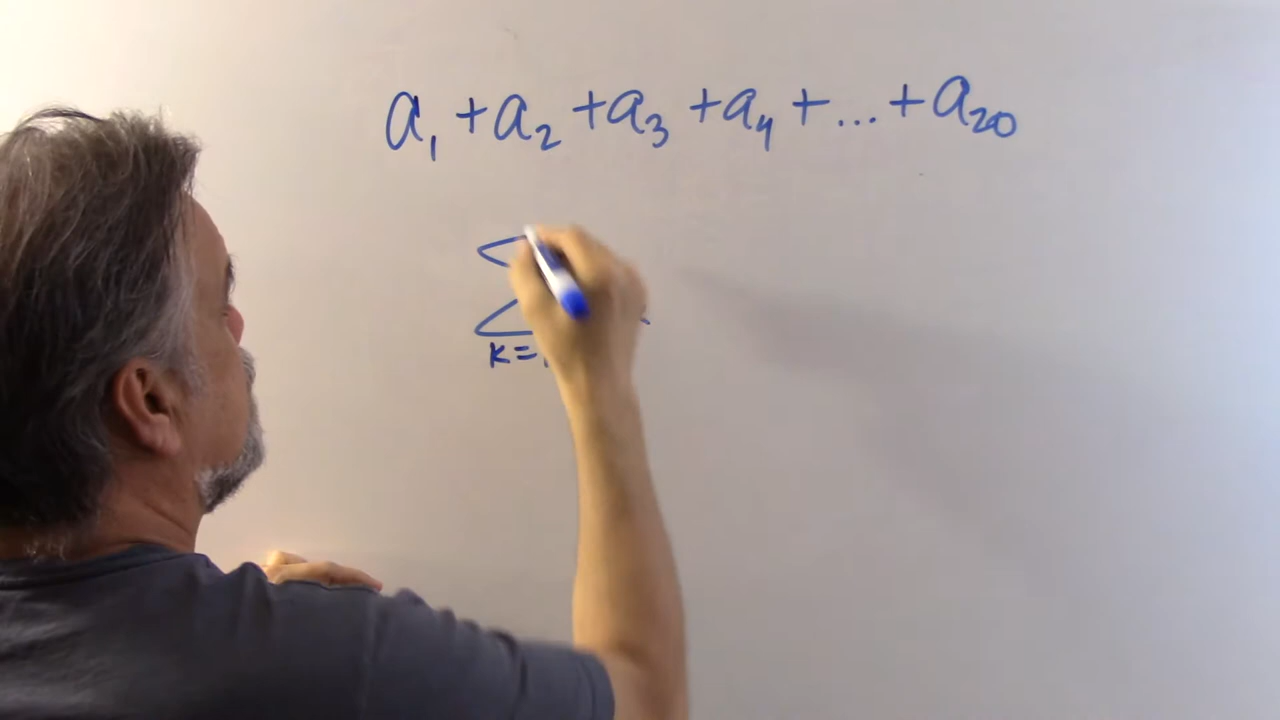 a₁ + a₂ + a₃ + a₄ + ... + a₂₀
Σ
k=